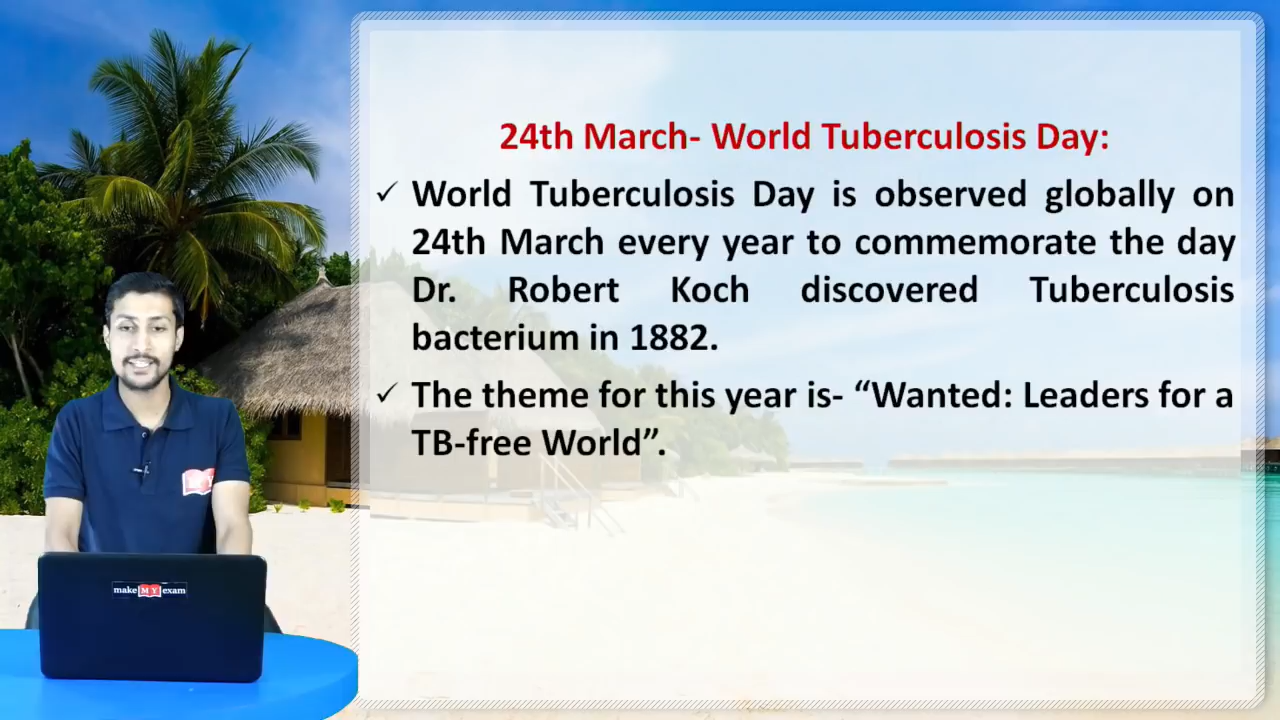 24th March- World Tuberculosis Day:
✓ World Tuberculosis Day is observed globally on
24th March every year to commemorate the day
Dr. Robert Koch discovered Tuberculosis
bacterium in 1882.
✓ The theme for this year is- “Wanted: Leaders for a
TB-free World”.
make MY exam